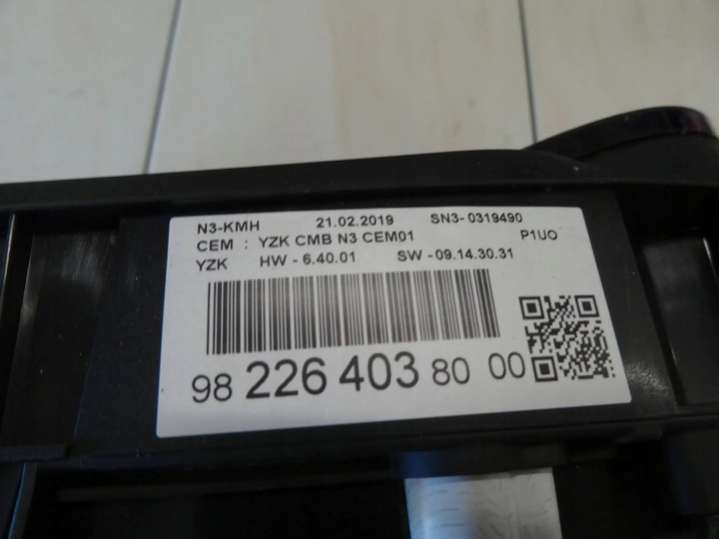 N3-KMH 21.02.2019 SN3- 0319490
CEM : YZK CMB N3 CEM01 P1UO
YZK HW - 6.40.01 SW - 09.14.30.31
98 226 403 80 00